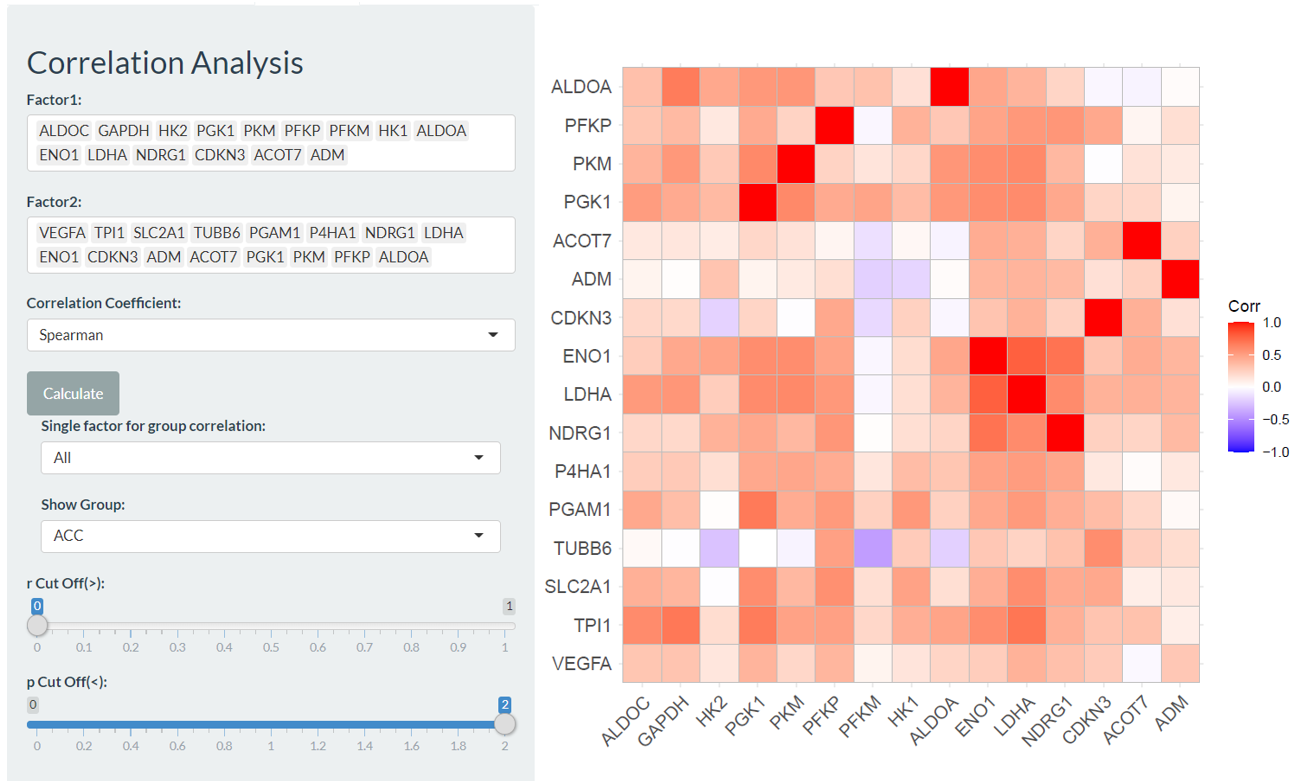 Correlation Analysis
Factor1:
ALDOC GAPDH HK2 PGK1 PKM PFKP PFKM HK1 ALDOA
ENO1 LDHA NDRG1 CDKN3 ACOT7 ADM
Factor2:
VEGFA TPI1 SLC2A1 TUBB6 PGAM1 P4HA1 NDRG1 LDHA
ENO1 CDKN3 ADM ACOT7 PGK1 PKM PFKP ALDOA
Correlation Coefficient:
Spearman
Calculate
Single factor for group correlation:
All
Show Group:
ACC
r Cut Off(>):
0 1
0 0.1 0.2 0.3 0.4 0.5 0.6 0.7 0.8 0.9 1
p Cut Off(<):
0 2
0 0.2 0.4 0.6 0.8 1 1.2 1.4 1.6 1.8 2
ALDOA
PFKP
PKM
PGK1
ACOT7
ADM
CDKN3
ENO1
LDHA
NDRG1
P4HA1
PGAM1
TUBB6
SLC2A1
TPI1
VEGFA
ALDOC GAPDH HK2 PGK1 PKM PFKP PFKM HK1 ALDOA ENO1 LDHA NDRG1 CDKN3 ACOT7 ADM
Corr
1.0
0.5
0.0
−0.5
−1.0